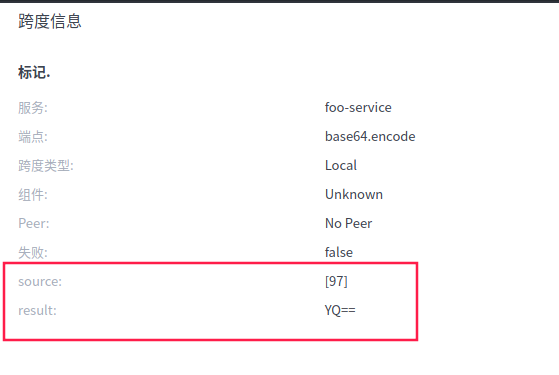 跨度信息
标记.
服务: foo-service
端点: base64.encode
跨度类型: Local
组件: Unknown
Peer: No Peer
失败: false
source: [97]
result: YQ==